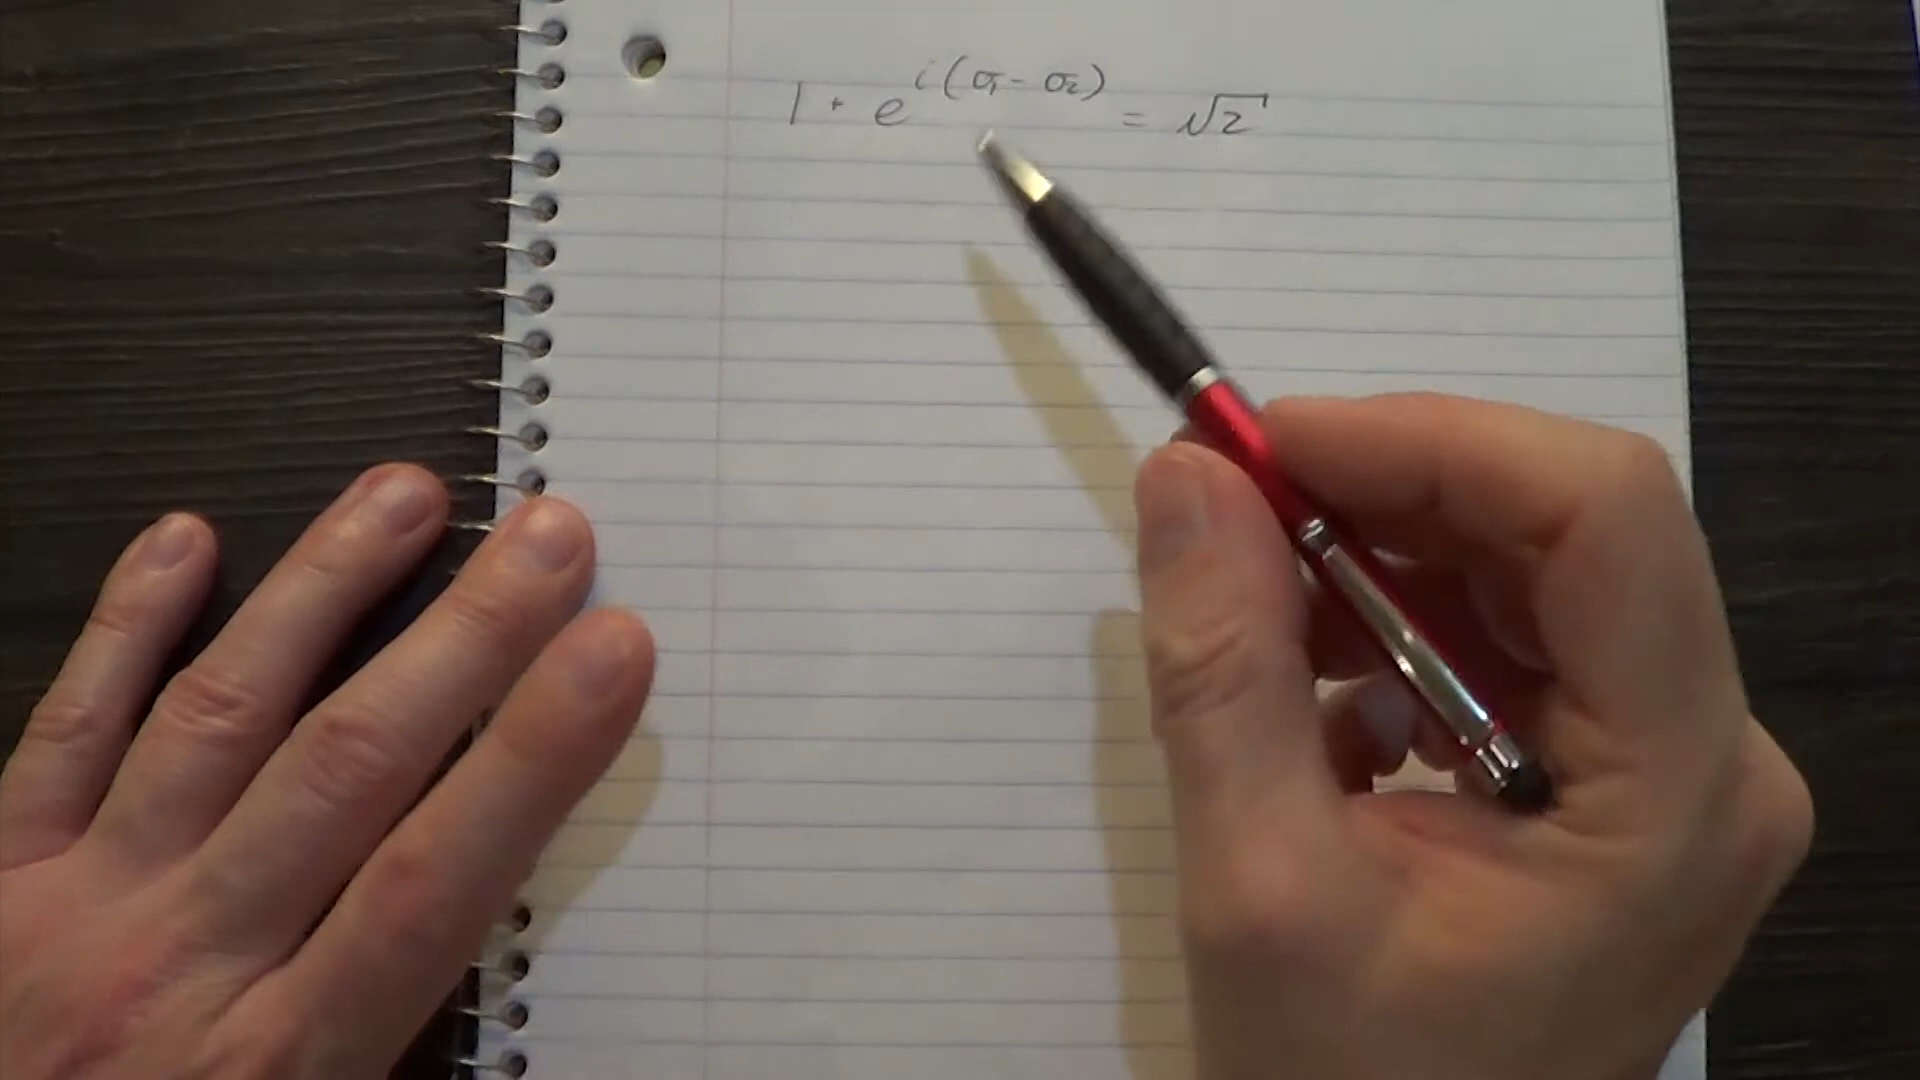 1 + e^{i(σ₁ - σ₂)} = √2